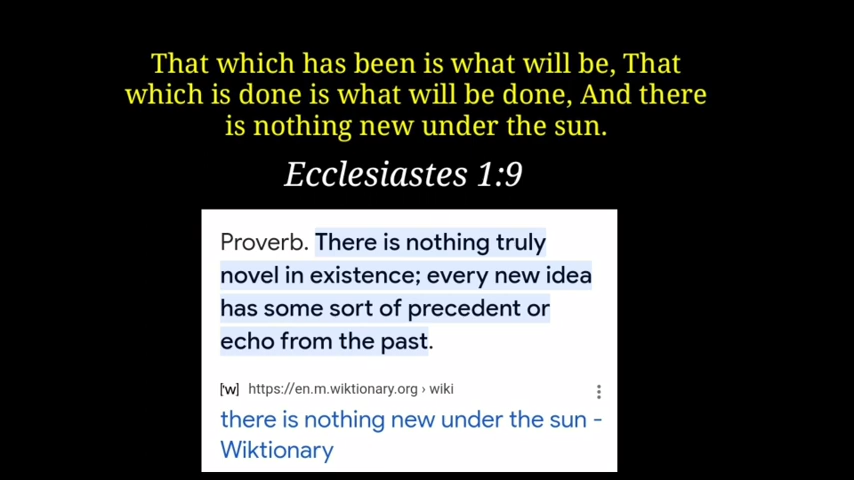 That which has been is what will be, That
which is done is what will be done, And there
is nothing new under the sun.
Ecclesiastes 1:9
Proverb. There is nothing truly
novel in existence; every new idea
has some sort of precedent or
echo from the past.
['w] https://en.m.wiktionary.org › wiki
there is nothing new under the sun -
Wiktionary